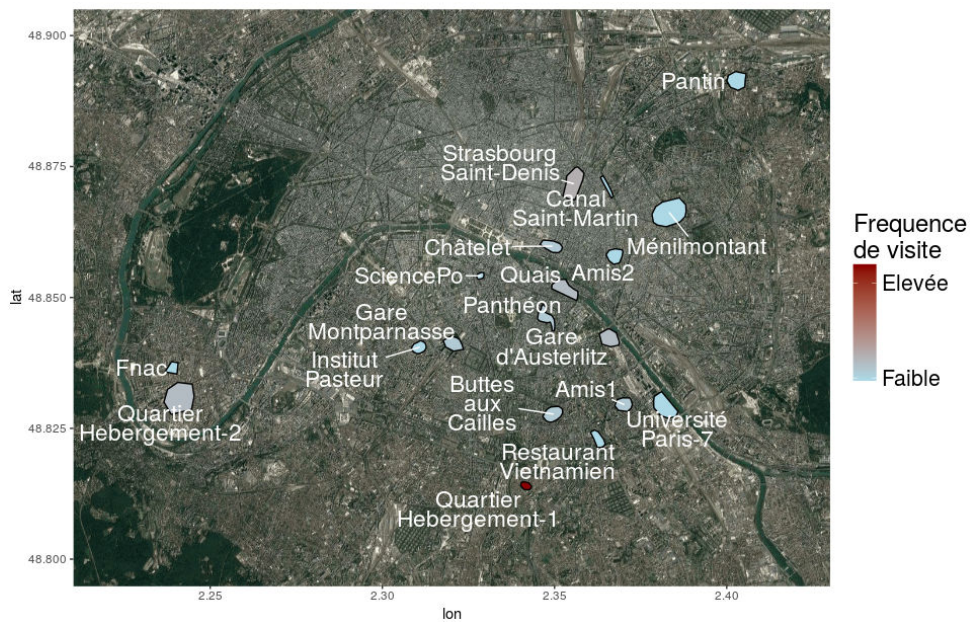 48.900
48.875
48.850
48.825
48.800
lat
Pantin
Strasbourg
Saint-Denis
Canal
Saint-Martin
Ménilmontant
Châtelet
SciencePo
Quais
Amis2
Panthéon
Gare
Montparnasse
Gare
d'Austerlitz
Institut
Pasteur
Fnac
Quartier
Hebergement-2
Buttes
aux
Cailles
Amis1
Université
Paris-7
Restaurant
Vietnamien
Quartier
Hebergement-1
2.25
2.30
2.35
2.40
lon
Frequence
de visite
Elevée
Faible